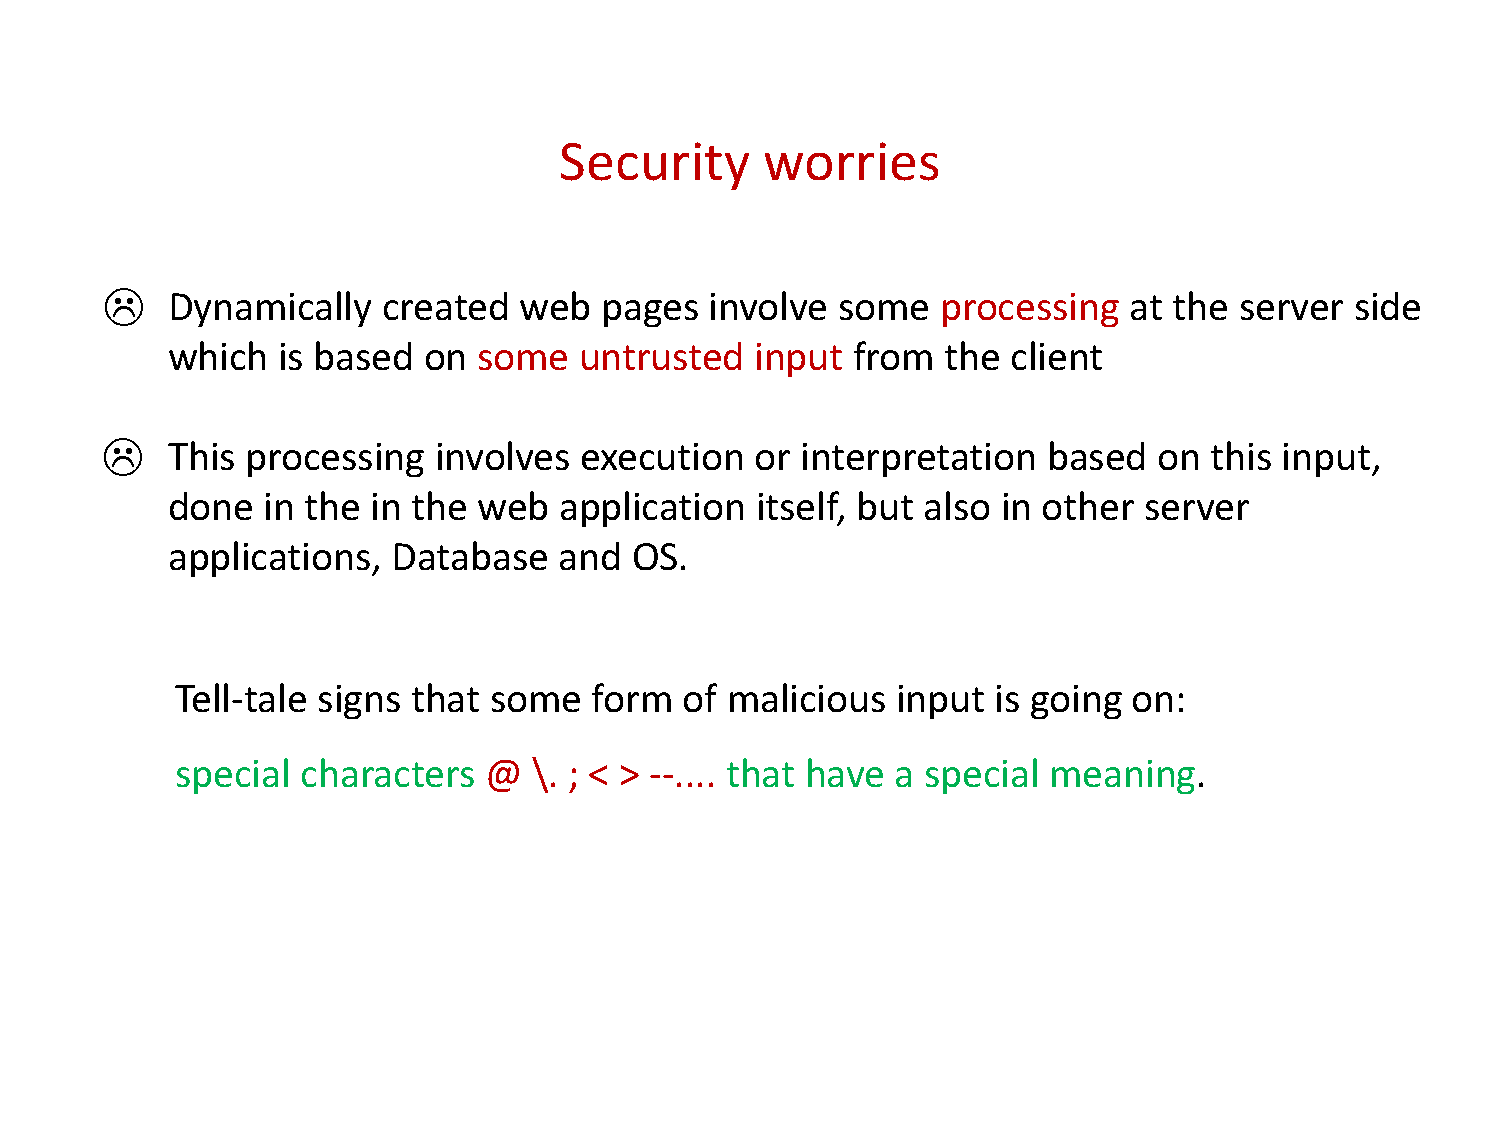 Security worries
☹ Dynamically created web pages involve some processing at the server side
which is based on some untrusted input from the client
☹ This processing involves execution or interpretation based on this input,
done in the in the web application itself, but also in other server
applications, Database and OS.
Tell-tale signs that some form of malicious input is going on:
special characters @ \. ; < > --.... that have a special meaning.